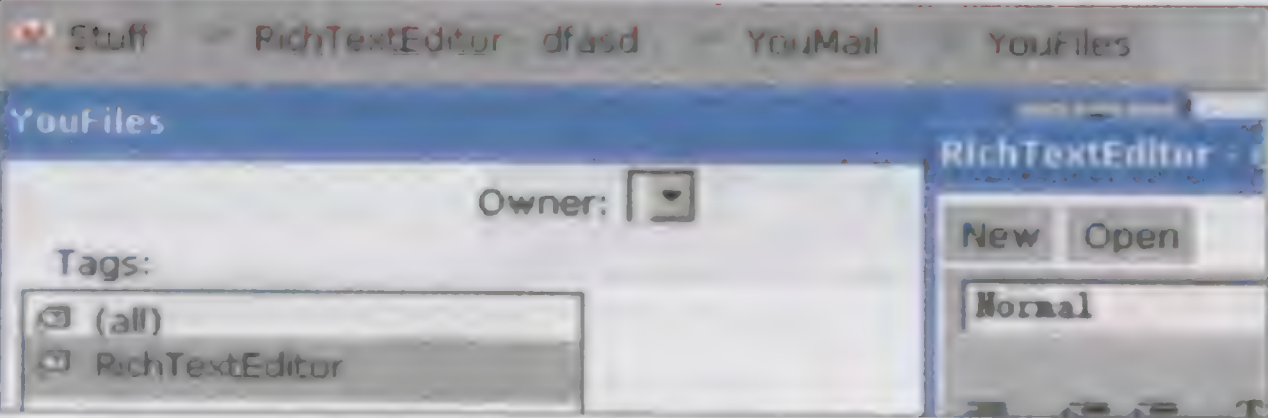 Stuff RichTextEditor - dfasd YouMail YouFiles
YouFiles
RichTextEditor -
Owner:
New Open
Tags:
Normal
(all)
RichTextEditor